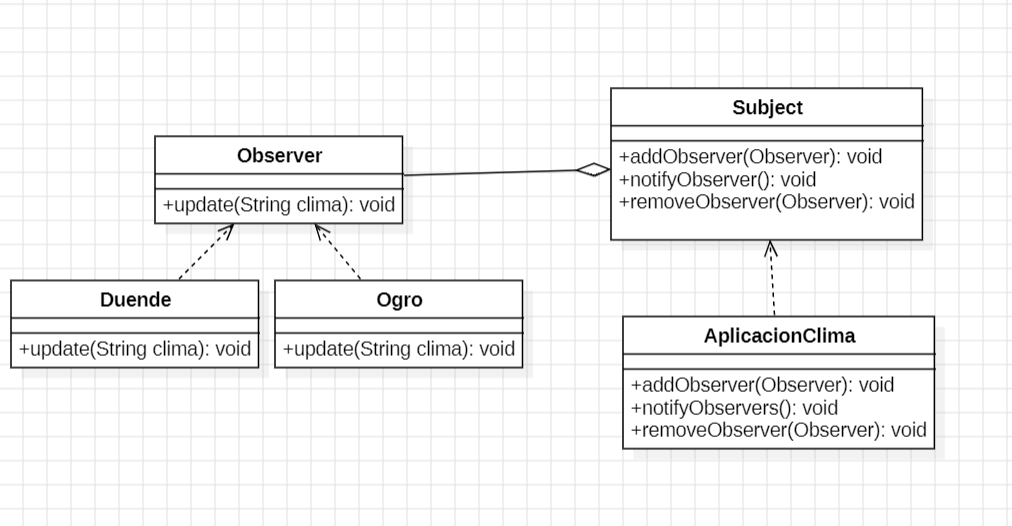 Observer
+update(String clima): void
Subject
+addObserver(Observer): void
+notifyObserver(): void
+removeObserver(Observer): void
Duende
+update(String clima): void
Ogro
+update(String clima): void
AplicacionClima
+addObserver(Observer): void
+notifyObservers(): void
+removeObserver(Observer): void